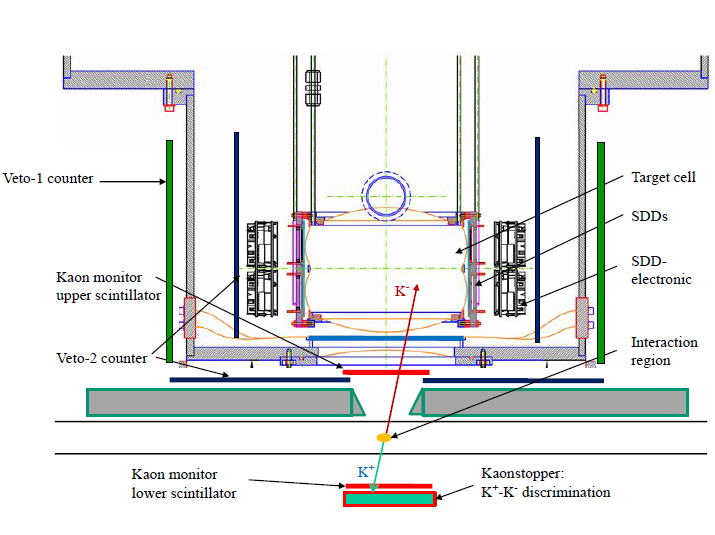 Veto-1 counter
Target cell
SDDs
SDD-
electronic
Kaon monitor
upper scintillator
K-
Interaction
region
Veto-2 counter
K+
Kaon monitor
lower scintillator
Kaonstopper:
K+-K- discrimination